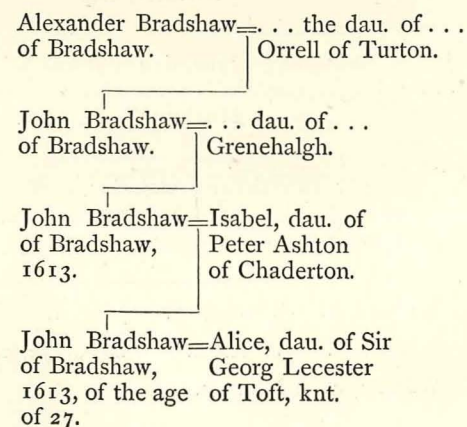 Alexander Bradshaw=. . . the dau. of . . .
of Bradshaw. Orrell of Turton.
John Bradshaw=. . . dau. of . . .
of Bradshaw. Grenehalgh.
John Bradshaw=Isabel, dau. of
of Bradshaw, Peter Ashton
1613. of Chaderton.
John Bradshaw=Alice, dau. of Sir
of Bradshaw, Georg Lecester
1613, of the age of Toft, knt.
of 27.